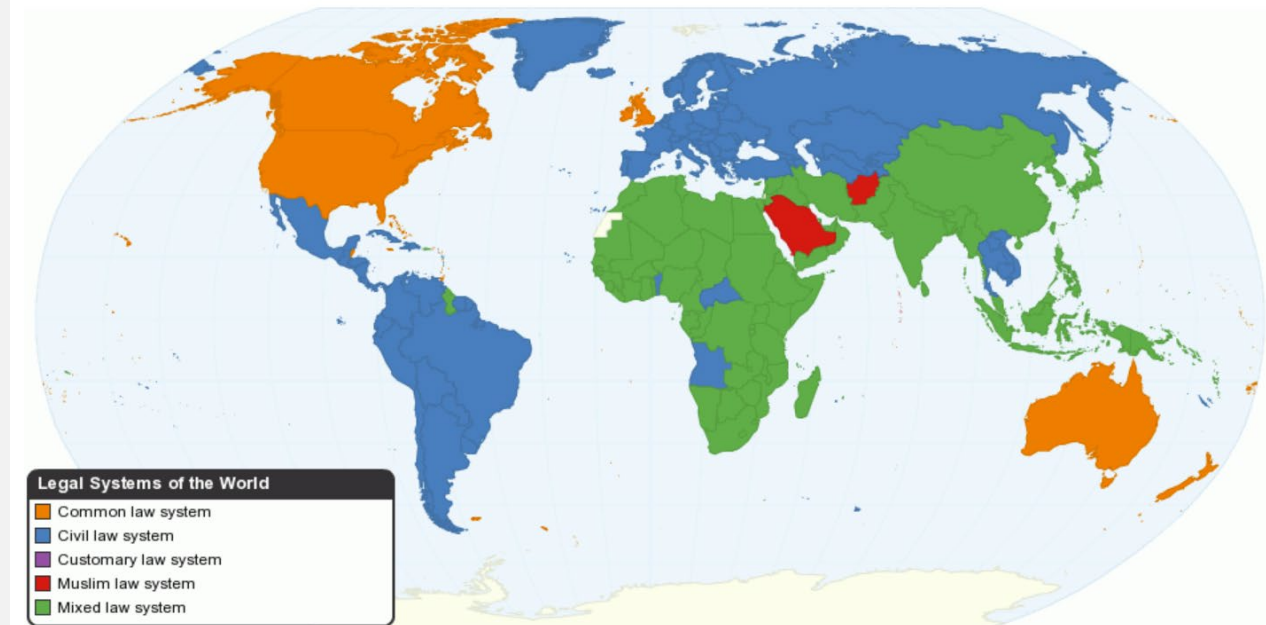 Legal Systems of the World
Common law system
Civil law system
Customary law system
Muslim law system
Mixed law system